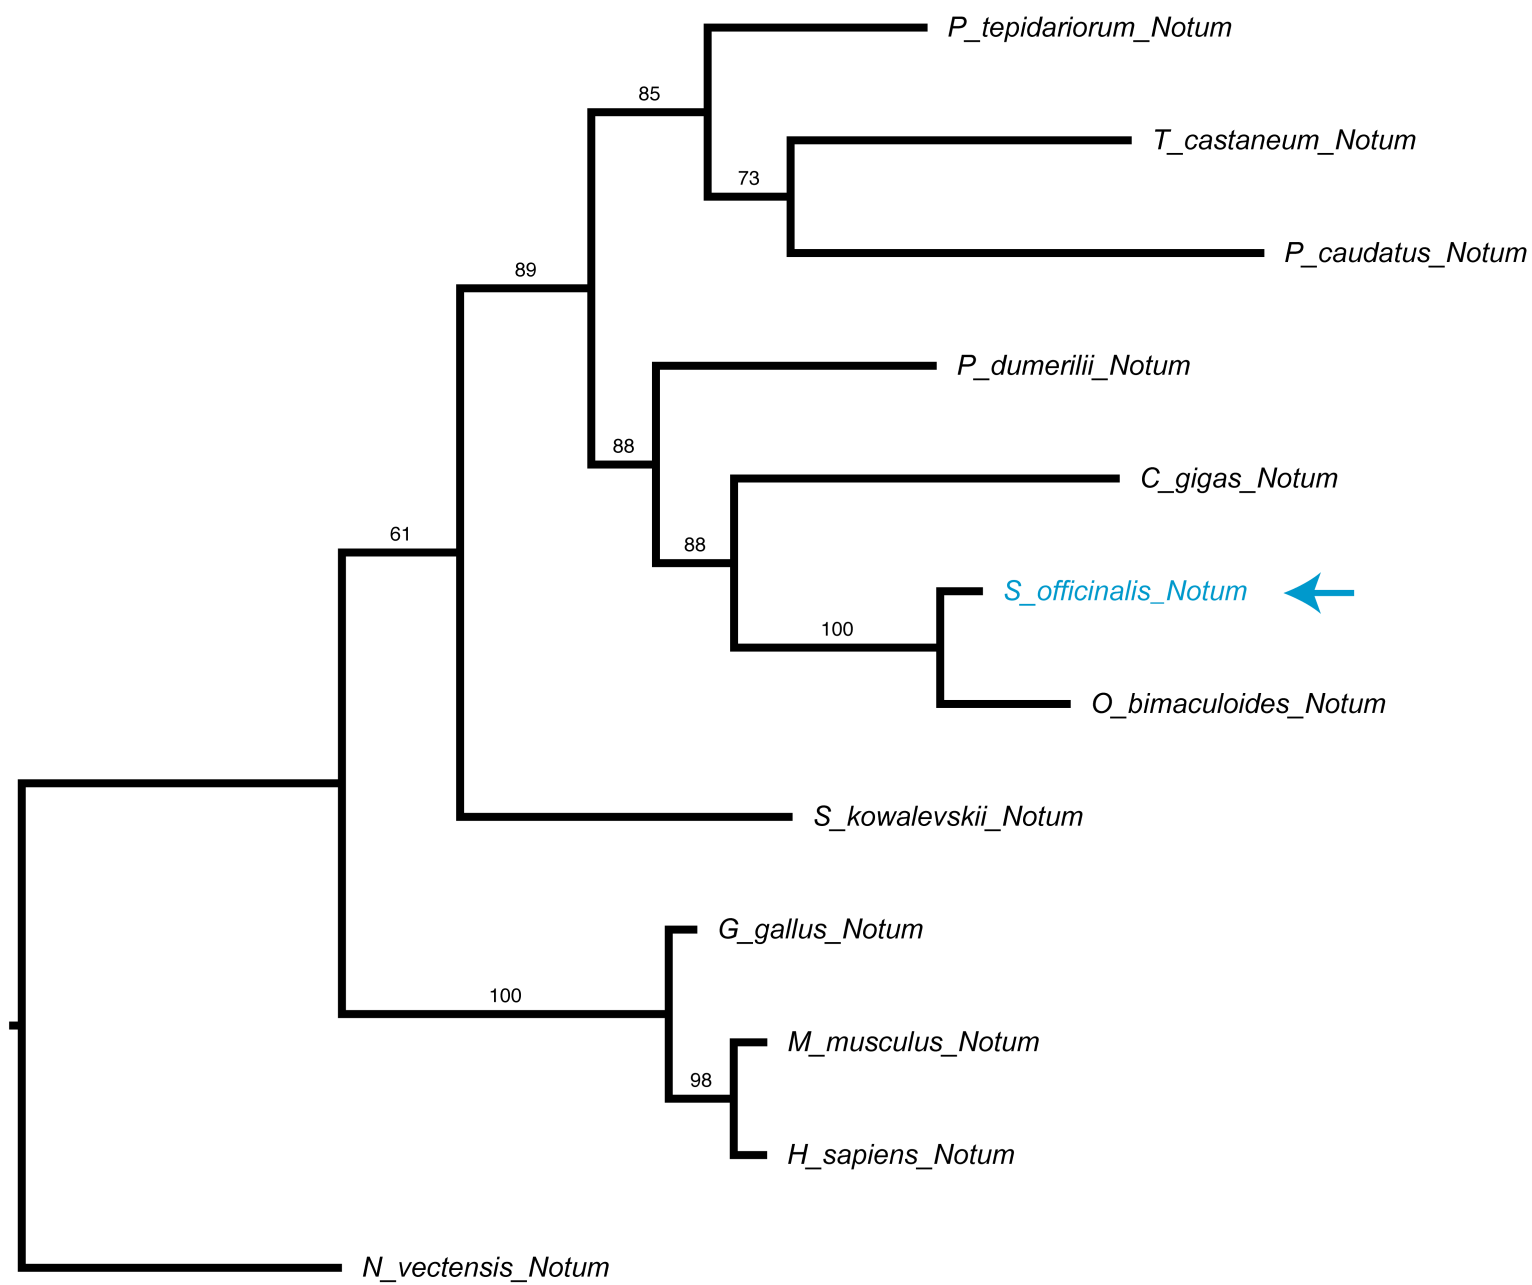 P_tepidariorum_Notum
85
T_castaneum_Notum
73
P_caudatus_Notum
89
P_dumerilii_Notum
88
C_gigas_Notum
61
88
S_officinalis_Notum
100
O_bimaculoides_Notum
S_kowalevskii_Notum
G_gallus_Notum
100
M_musculus_Notum
98
H_sapiens_Notum
N_vectensis_Notum